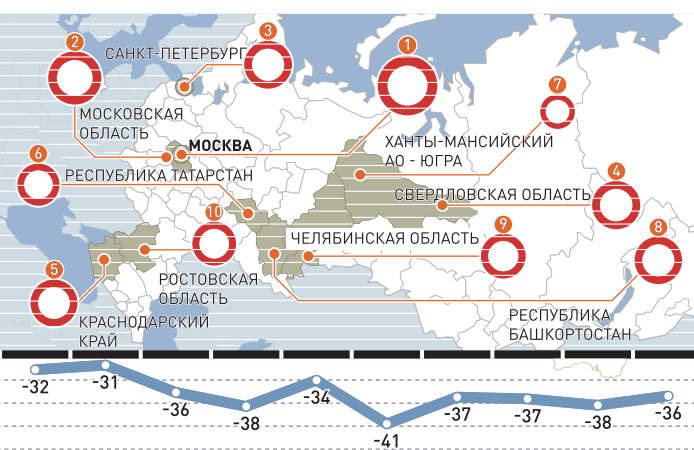 1
2
3
САНКТ-ПЕТЕРБУРГ
7
МОСКОВСКАЯ
ОБЛАСТЬ
МОСКВА
ХАНТЫ-МАНСИЙСКИЙ
АО - ЮГРА
6
РЕСПУБЛИКА ТАТАРСТАН
4
СВЕРДЛОВСКАЯ ОБЛАСТЬ
10
9
8
ЧЕЛЯБИНСКАЯ ОБЛАСТЬ
5
РОСТОВСКАЯ
ОБЛАСТЬ
КРАСНОДАРСКИЙ
КРАЙ
РЕСПУБЛИКА
БАШКОРТОСТАН
-32
-31
-36
-38
-34
-41
-37
-37
-38
-36